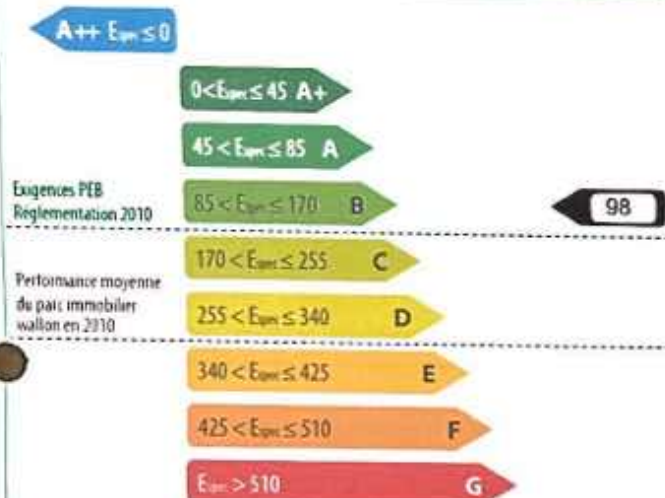 A++ Espec ≤ 0
0 < Espec ≤ 45 A+
45 < Espec ≤ 85 A
Exigences PEB
Réglementation 2010
85 < Espec ≤ 170 B
98
170 < Espec ≤ 255 C
Performance moyenne
du parc immobilier
wallon en 2010
255 < Espec ≤ 340 D
340 < Espec ≤ 425 E
425 < Espec ≤ 510 F
Espec > 510 G